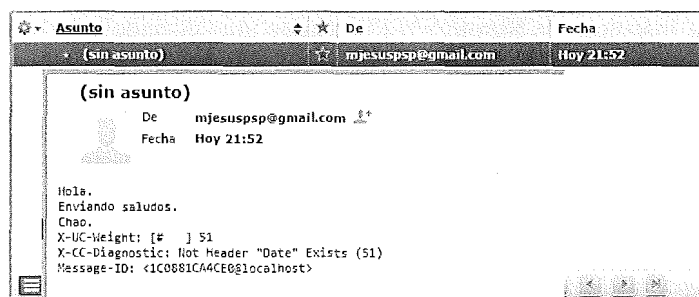 Asunto De Fecha
(sin asunto) mjesuspsp@gmail.com Hoy 21:52
(sin asunto)
De mjesuspsp@gmail.com
Fecha Hoy 21:52
Hola.
Enviando saludos.
Chao.
X-UC-Weight: [# ] 51
X-CC-Diagnostic: Not Header "Date" Exists (51)
Message-ID: <1C0881CA4CE0@localhost>